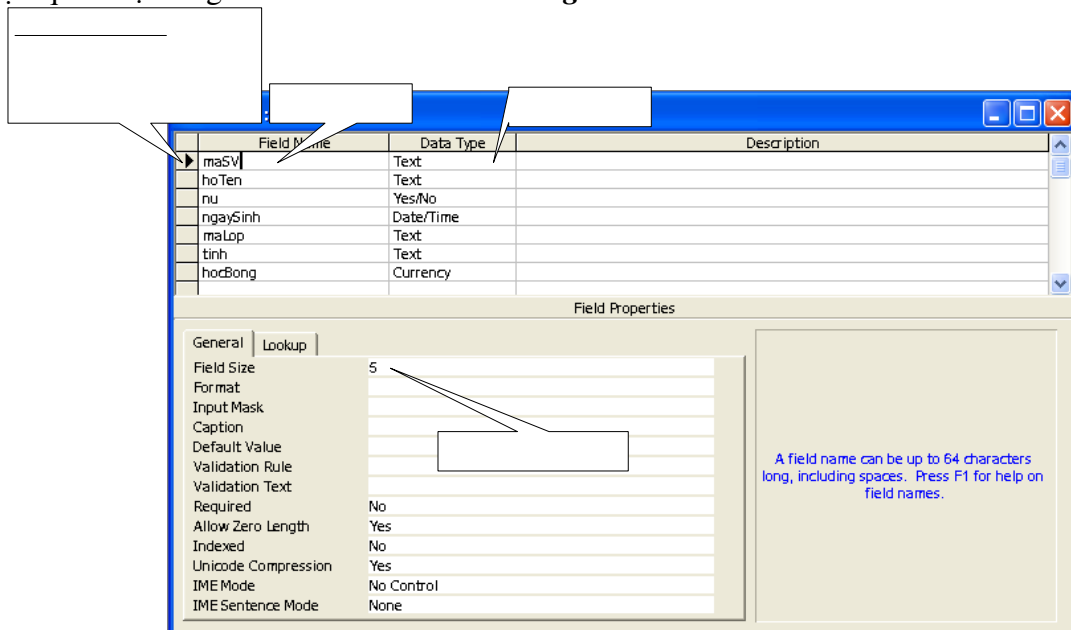 Field Name Data Type Description
maSV Text
hoTen Text
nu Yes/No
ngaySinh Date/Time
maLop Text
tinh Text
hocBong Currency
Field Properties
General Lookup
Field Size 5
Format
Input Mask
Caption
Default Value
Validation Rule
Validation Text
Required No
Allow Zero Length Yes
Indexed No
Unicode Compression Yes
IME Mode No Control
IME Sentence Mode None
A field name can be up to 64 characters
long, including spaces. Press F1 for help on
field names.